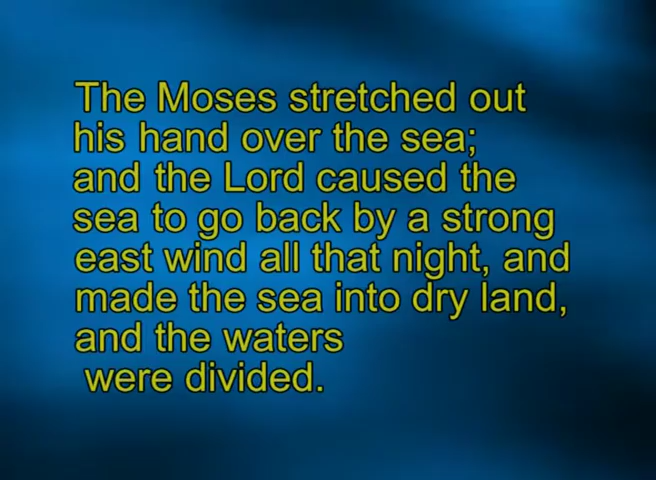 The Moses stretched out
his hand over the sea;
and the Lord caused the
sea to go back by a strong
east wind all that night, and
made the sea into dry land,
and the waters
were divided.